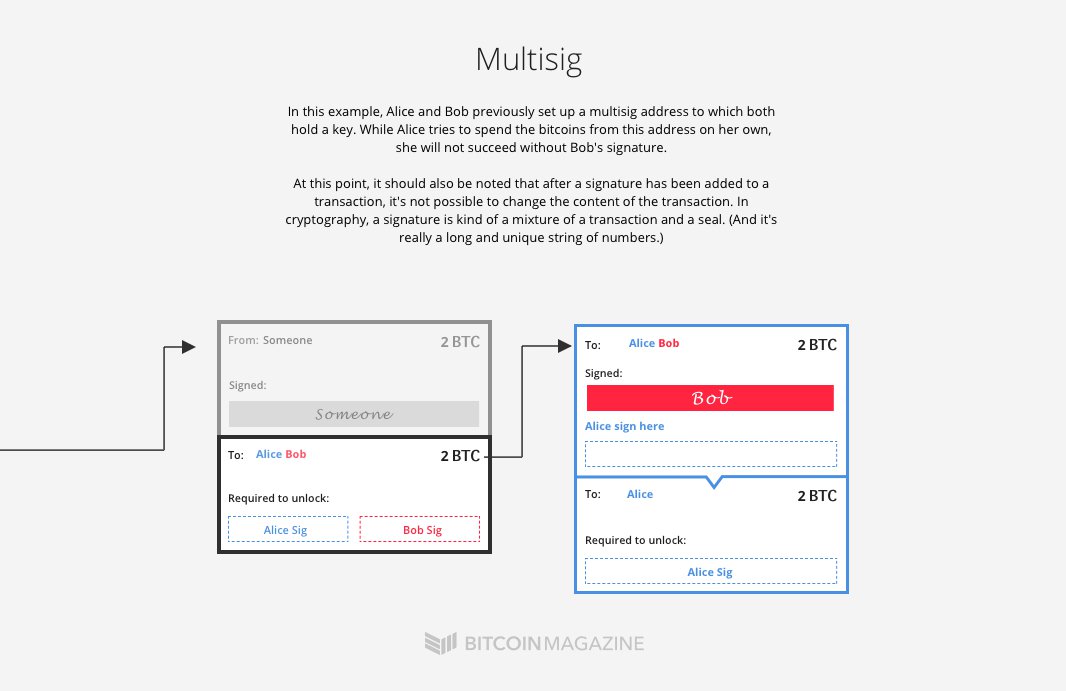 Multisig
In this example, Alice and Bob previously set up a multisig address to which both
hold a key. While Alice tries to spend the bitcoins from this address on her own,
she will not succeed without Bob's signature.
At this point, it should also be noted that after a signature has been added to a
transaction, it's not possible to change the content of the transaction. In
cryptography, a signature is kind of a mixture of a transaction and a seal. (And it's
really a long and unique string of numbers.)
From: Someone 2 BTC
Signed:
Someone
To: Alice Bob 2 BTC
Required to unlock:
Alice Sig Bob Sig
To: Alice Bob 2 BTC
Signed:
Bob
Alice sign here
To: Alice 2 BTC
Required to unlock:
Alice Sig
BITCOINMAGAZINE